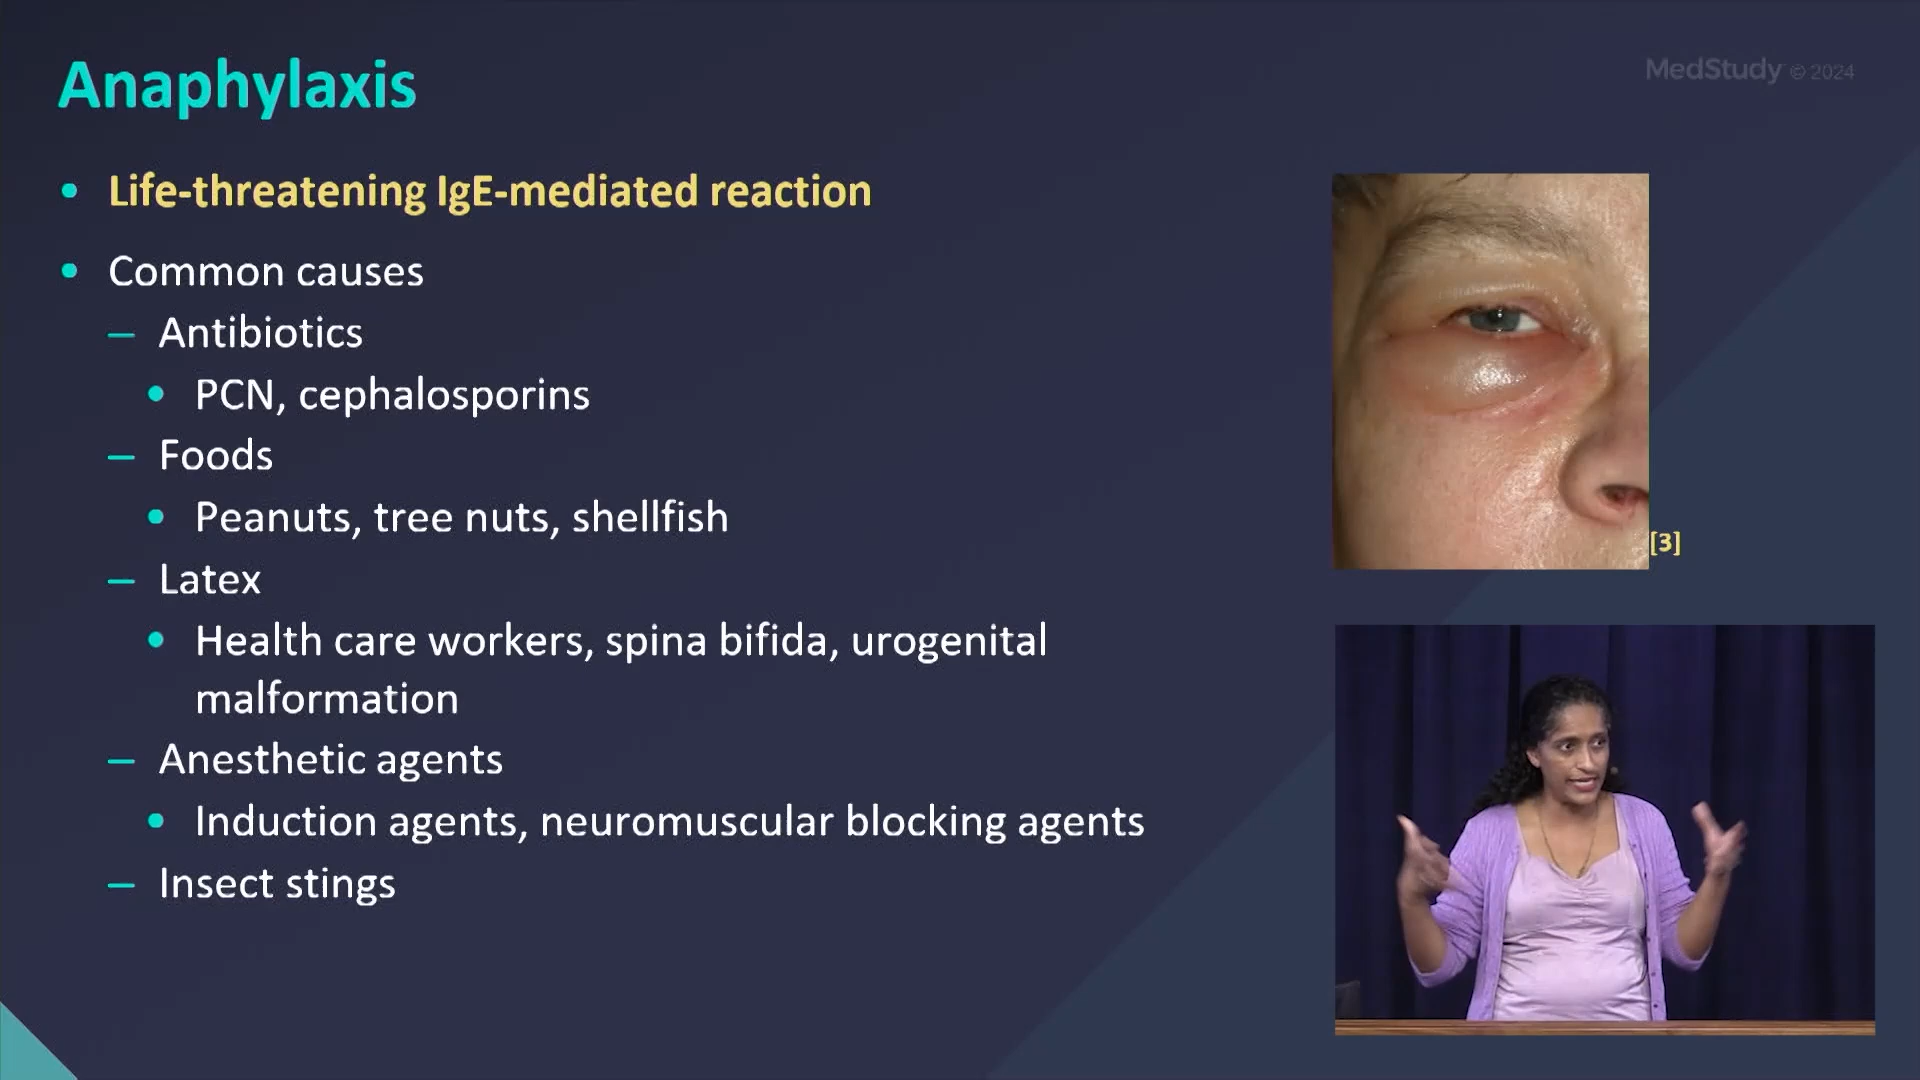 Anaphylaxis
MedStudy © 2024
• Life-threatening IgE-mediated reaction
• Common causes
– Antibiotics
• PCN, cephalosporins
– Foods
• Peanuts, tree nuts, shellfish
– Latex
• Health care workers, spina bifida, urogenital
malformation
– Anesthetic agents
• Induction agents, neuromuscular blocking agents
– Insect stings
[3]